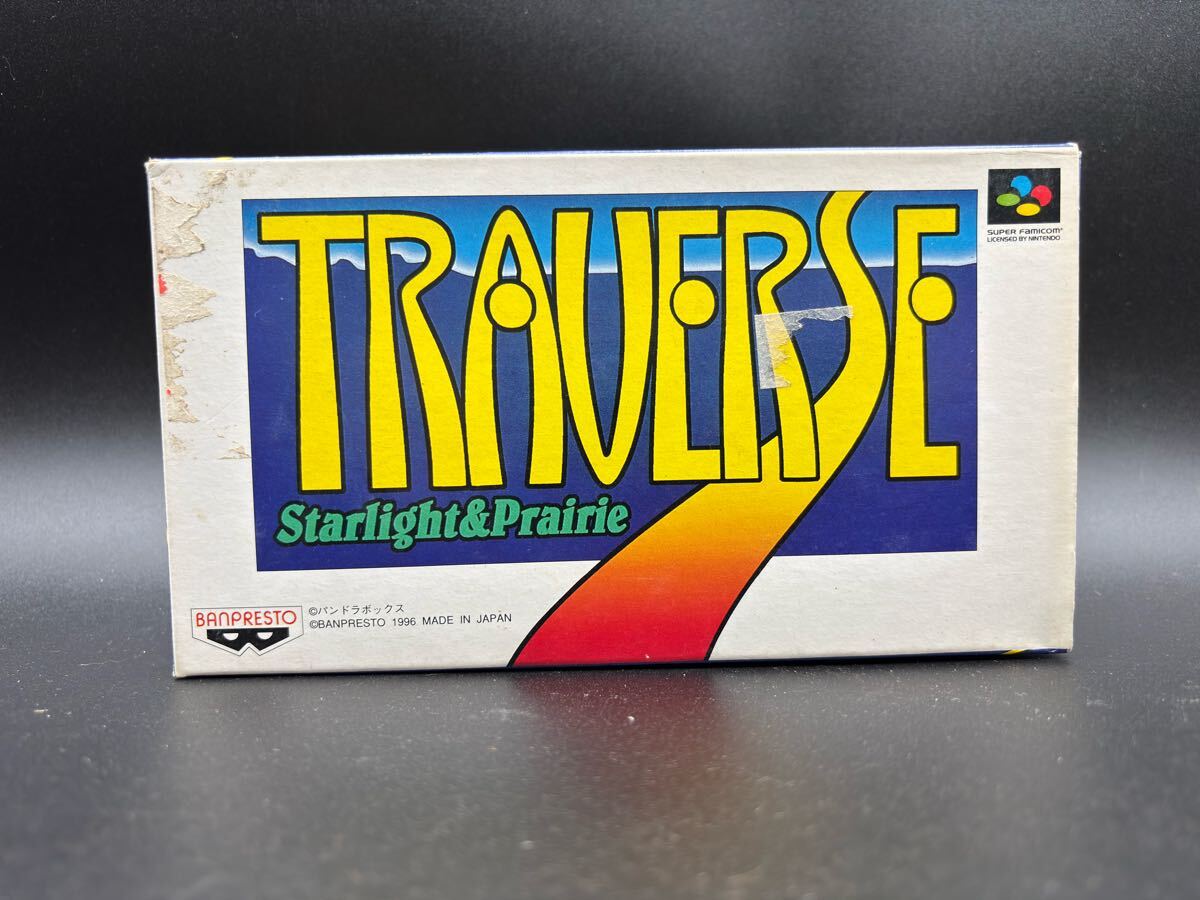 TRAVERSE
Starlight&Prairie
SUPER FAMICOM
LICENSED BY NINTENDO
BANPRESTO
©パンドラボックス
©BANPRESTO 1996 MADE IN JAPAN